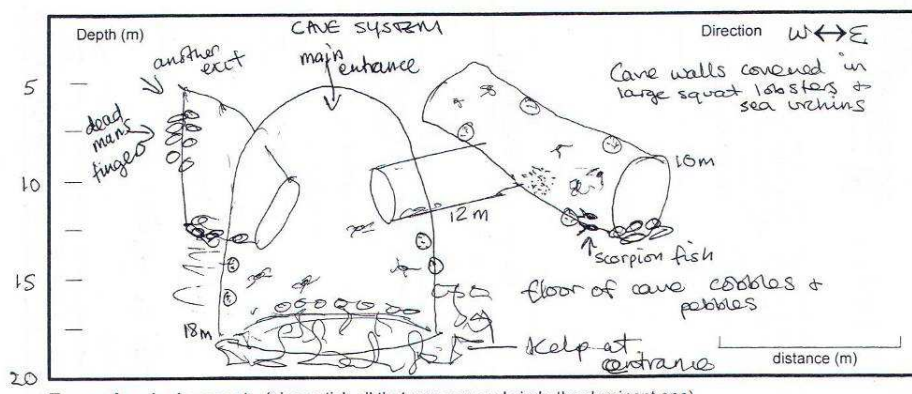 Depth (m)
CAVE SYSTEM
Direction W ↔ E
another
exit
main
entrance
Cave walls covered in
large squat lobsters &
sea urchins
5
dead
mans
finger
10
10m
12m
scorpion fish
15
floor of cave cobbles &
pebbles
18m
Kelp at
entrance
distance (m)
20